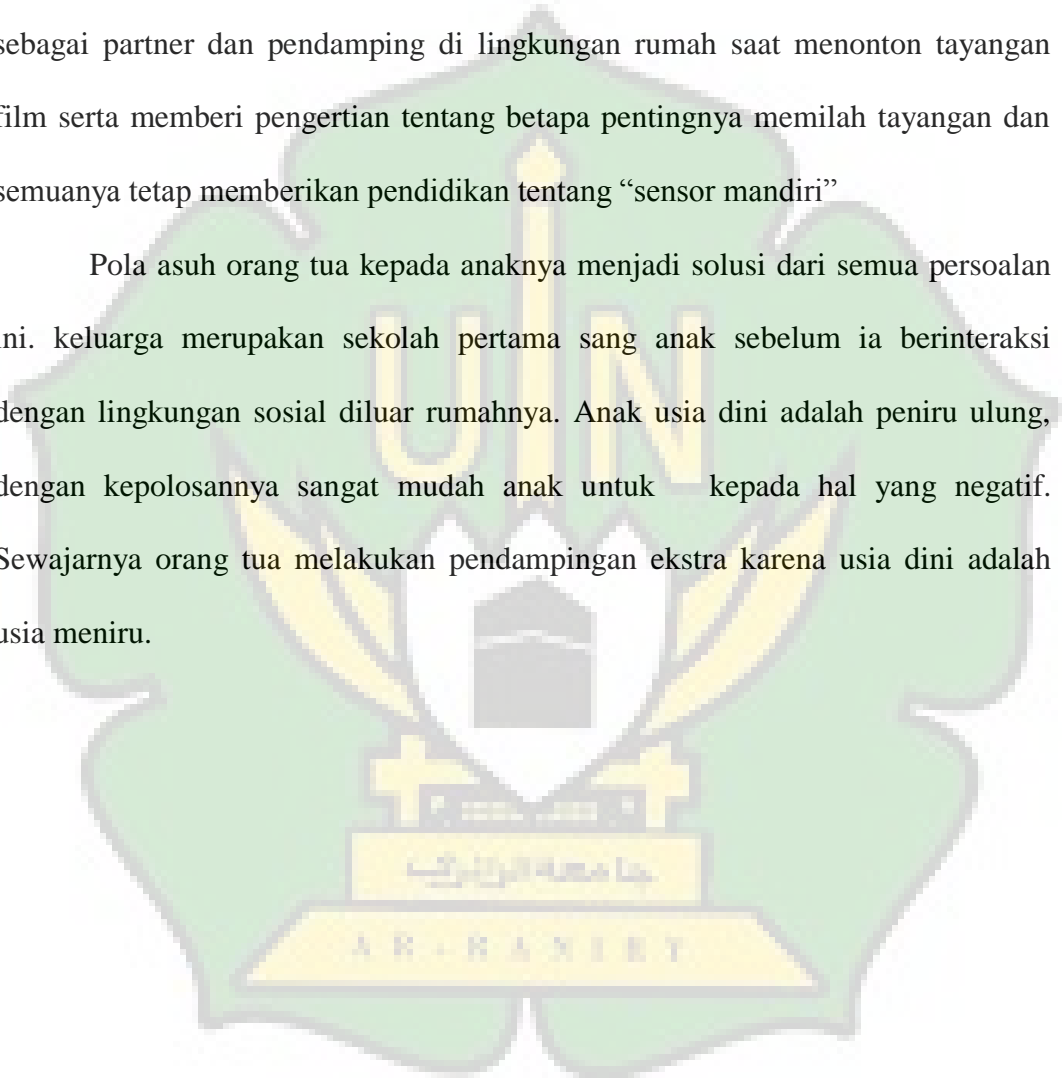 sebagai partner dan pendamping di lingkungan rumah saat menonton tayangan
film serta memberi pengertian tentang betapa pentingnya memilah tayangan dan
semuanya tetap memberikan pendidikan tentang “sensor mandiri”
Pola asuh orang tua kepada anaknya menjadi solusi dari semua persoalan
ini. keluarga merupakan sekolah pertama sang anak sebelum ia berinteraksi
dengan lingkungan sosial diluar rumahnya. Anak usia dini adalah peniru ulung,
dengan kepolosannya sangat mudah anak untuk kepada hal yang negatif.
Sewajarnya orang tua melakukan pendampingan ekstra karena usia dini adalah
usia meniru.
UIN
جامعة الرانيري
AR-RANIRY